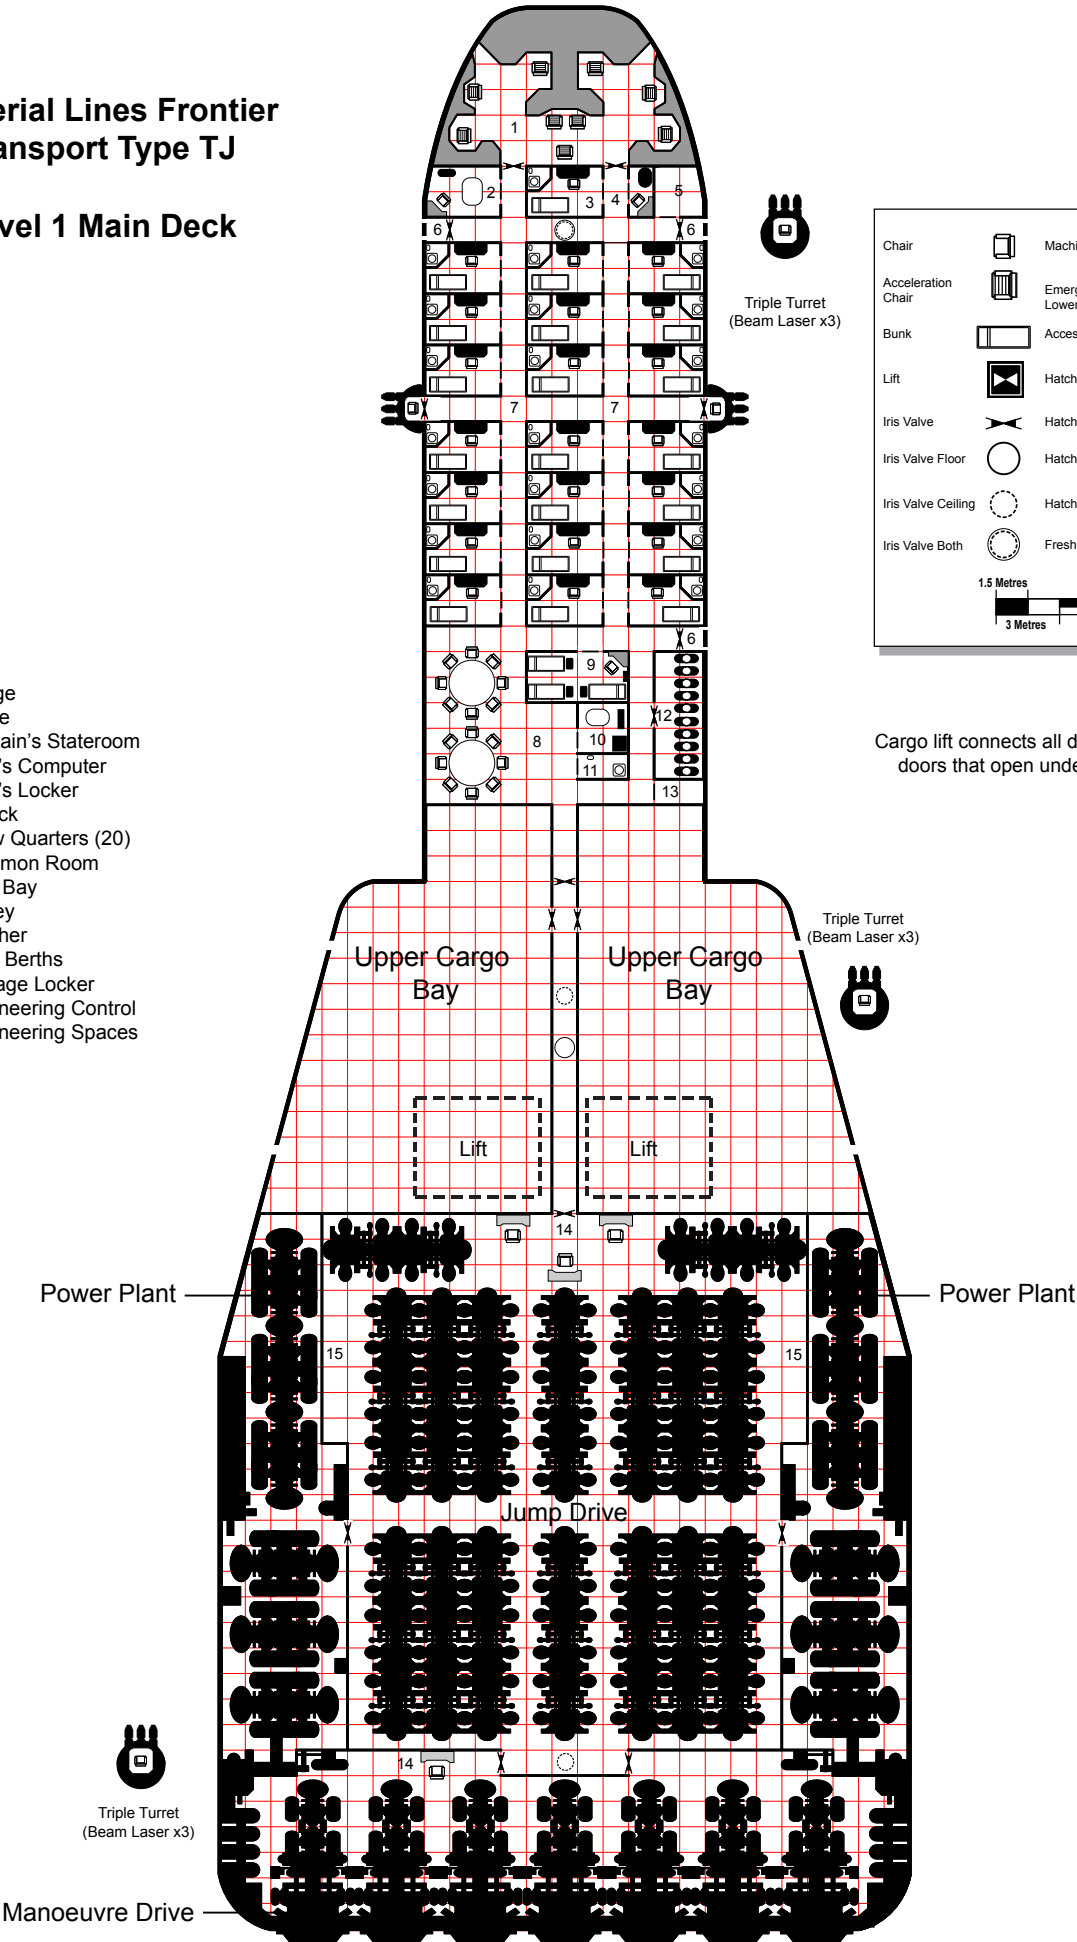 erial Lines Frontier
ansport Type TJ
vel 1 Main Deck
1
2
3
4
5
6
6
7
7
6
9
8
10
12
11
13
Triple Turret
(Beam Laser x3)
Chair
Machi
Acceleration
Chair
Emerg
Lower
Bunk
Acces
Lift
Hatch
Iris Valve
Hatch
Iris Valve Floor
Hatch
Iris Valve Ceiling
Hatch
Iris Valve Both
Fresh
1.5 Metres
3 Metres
ge
e
tain's Stateroom
's Computer
's Locker
ck
w Quarters (20)
mon Room
Bay
ey
her
Berths
age Locker
neering Control
neering Spaces
Cargo lift connects all d
doors that open unde
Upper Cargo
Bay
Upper Cargo
Bay
Triple Turret
(Beam Laser x3)
Lift
Lift
14
Power Plant
Power Plant
15
15
Jump Drive
14
Triple Turret
(Beam Laser x3)
Manoeuvre Drive